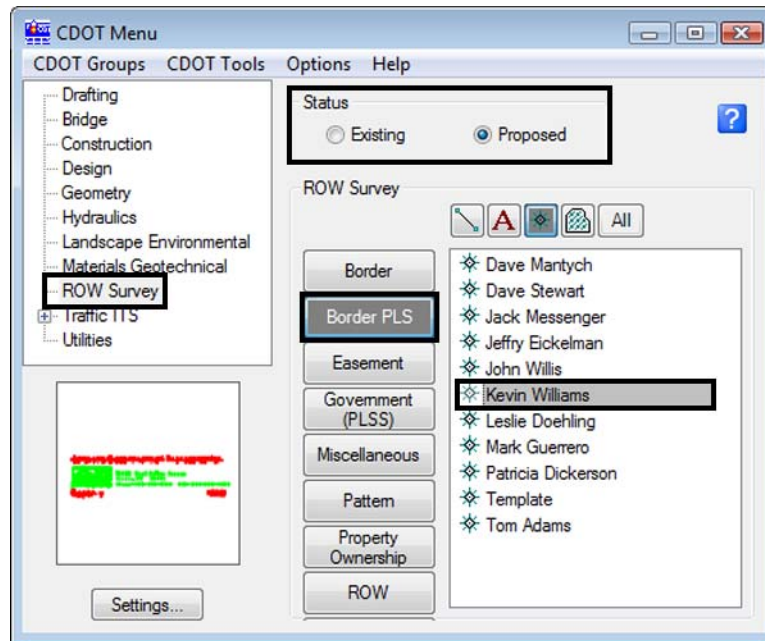 CDOT Menu
CDOT Groups CDOT Tools Options Help
Drafting
Bridge
Construction
Design
Geometry
Hydraulics
Landscape Environmental
Materials Geotechnical
ROW Survey
Traffic ITS
Utilities
Settings...
Status
Existing Proposed
?
ROW Survey
A All
Border
Border PLS
Easement
Government
(PLSS)
Miscellaneous
Pattern
Property
Ownership
ROW
Dave Mantych
Dave Stewart
Jack Messenger
Jeffry Eickelman
John Willis
Kevin Williams
Leslie Doehling
Mark Guerrero
Patricia Dickerson
Template
Tom Adams